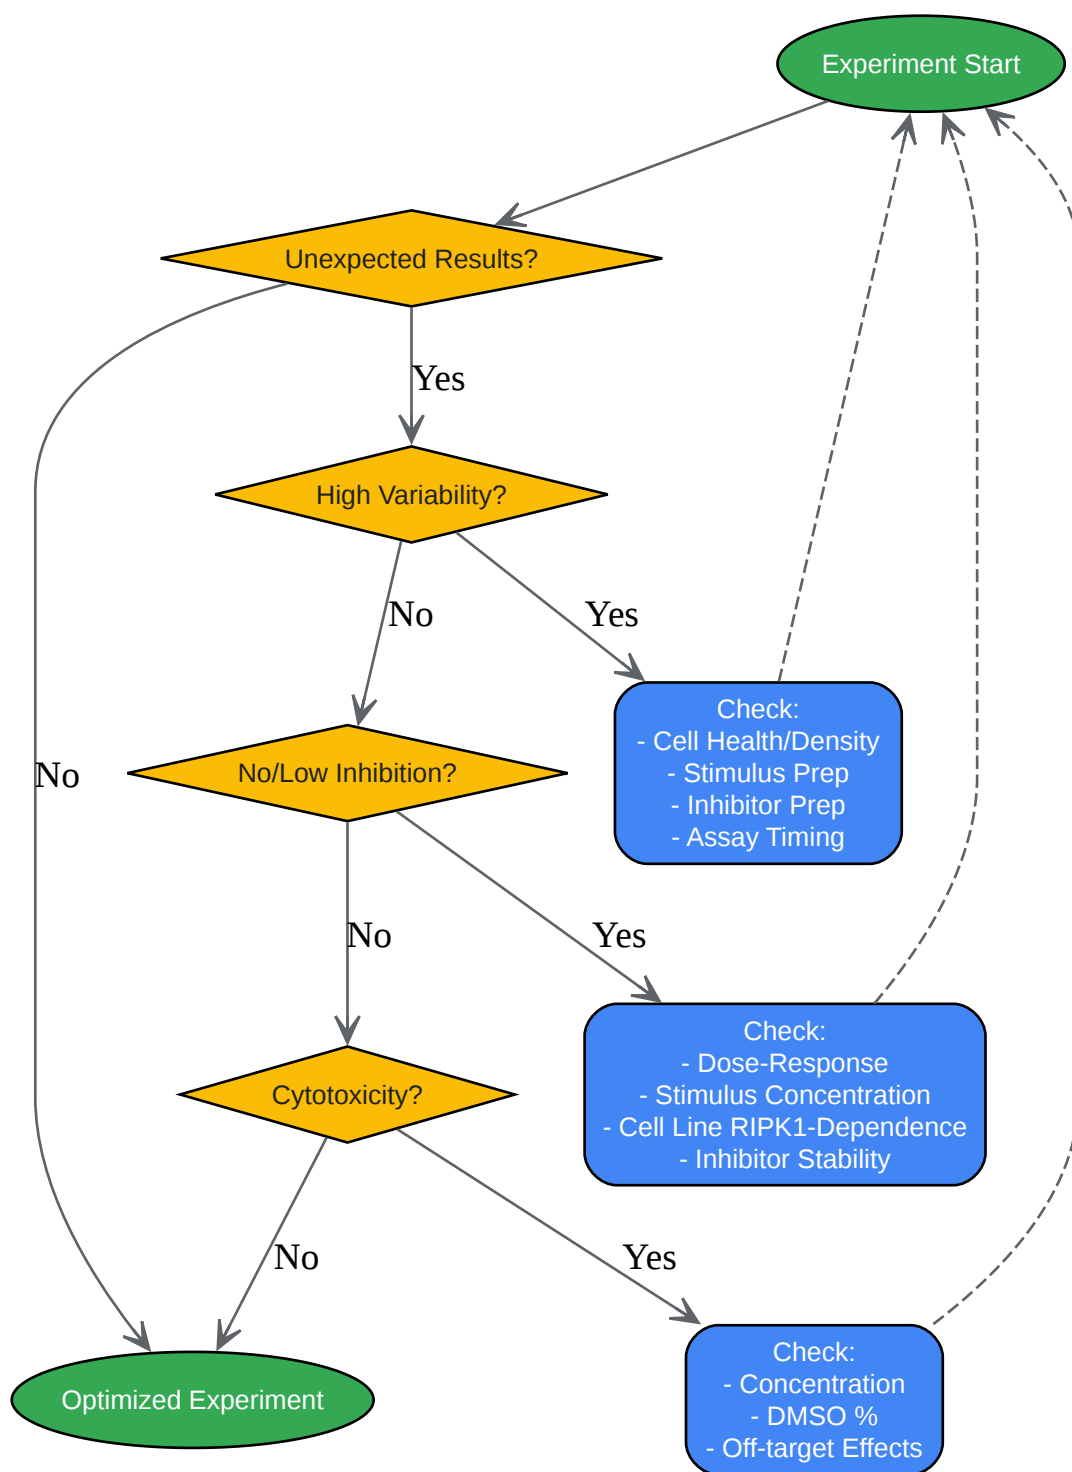 Experiment Start
Unexpected Results?
Yes
High Variability?
No
Yes
Check:
- Cell Health/Density
- Stimulus Prep
- Inhibitor Prep
- Assay Timing
No/Low Inhibition?
No
No
Yes
Check:
- Dose-Response
- Stimulus Concentration
- Cell Line RIPK1-Dependence
- Inhibitor Stability
Cytotoxicity?
No
Yes
Check:
- Concentration
- DMSO %
- Off-target Effects
Optimized Experiment